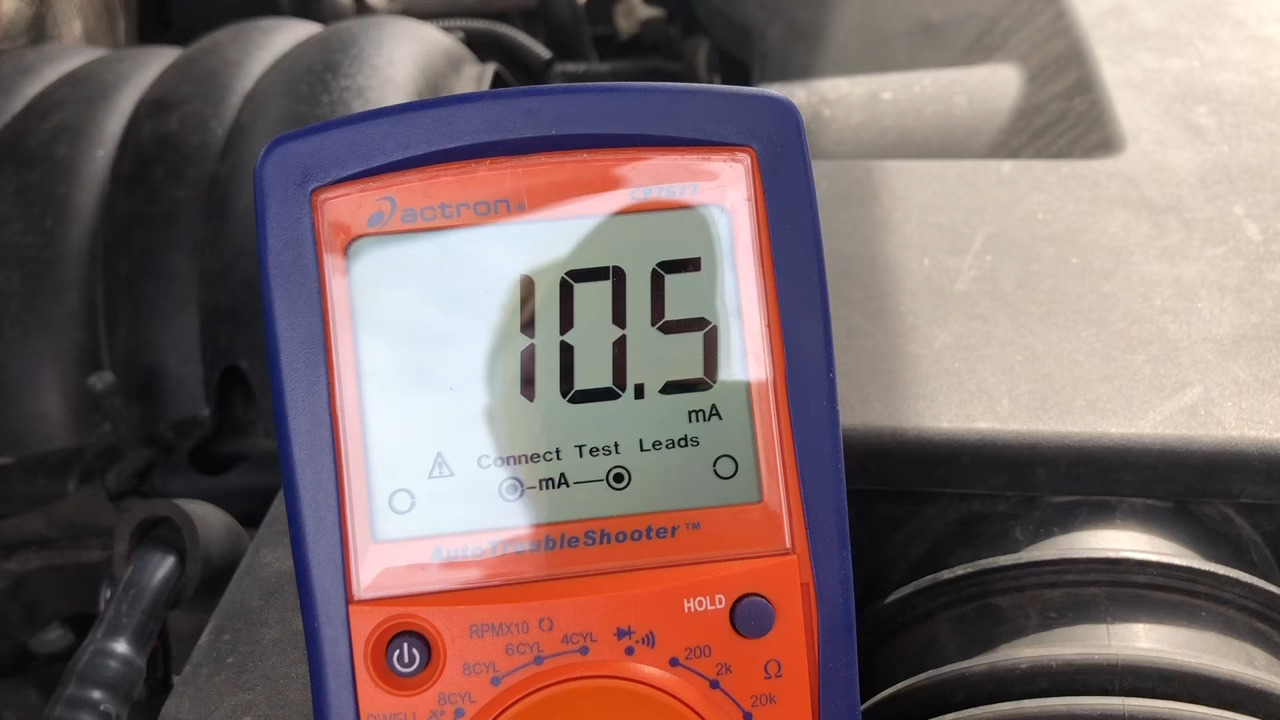 actron®
CP7677
10.5
mA
Connect Test Leads
mA
AutoTroubleShooter™
HOLD
RPMX10
4CYL
6CYL
8CYL
8CYL
DWELL X°
200
2k
20k
Ω